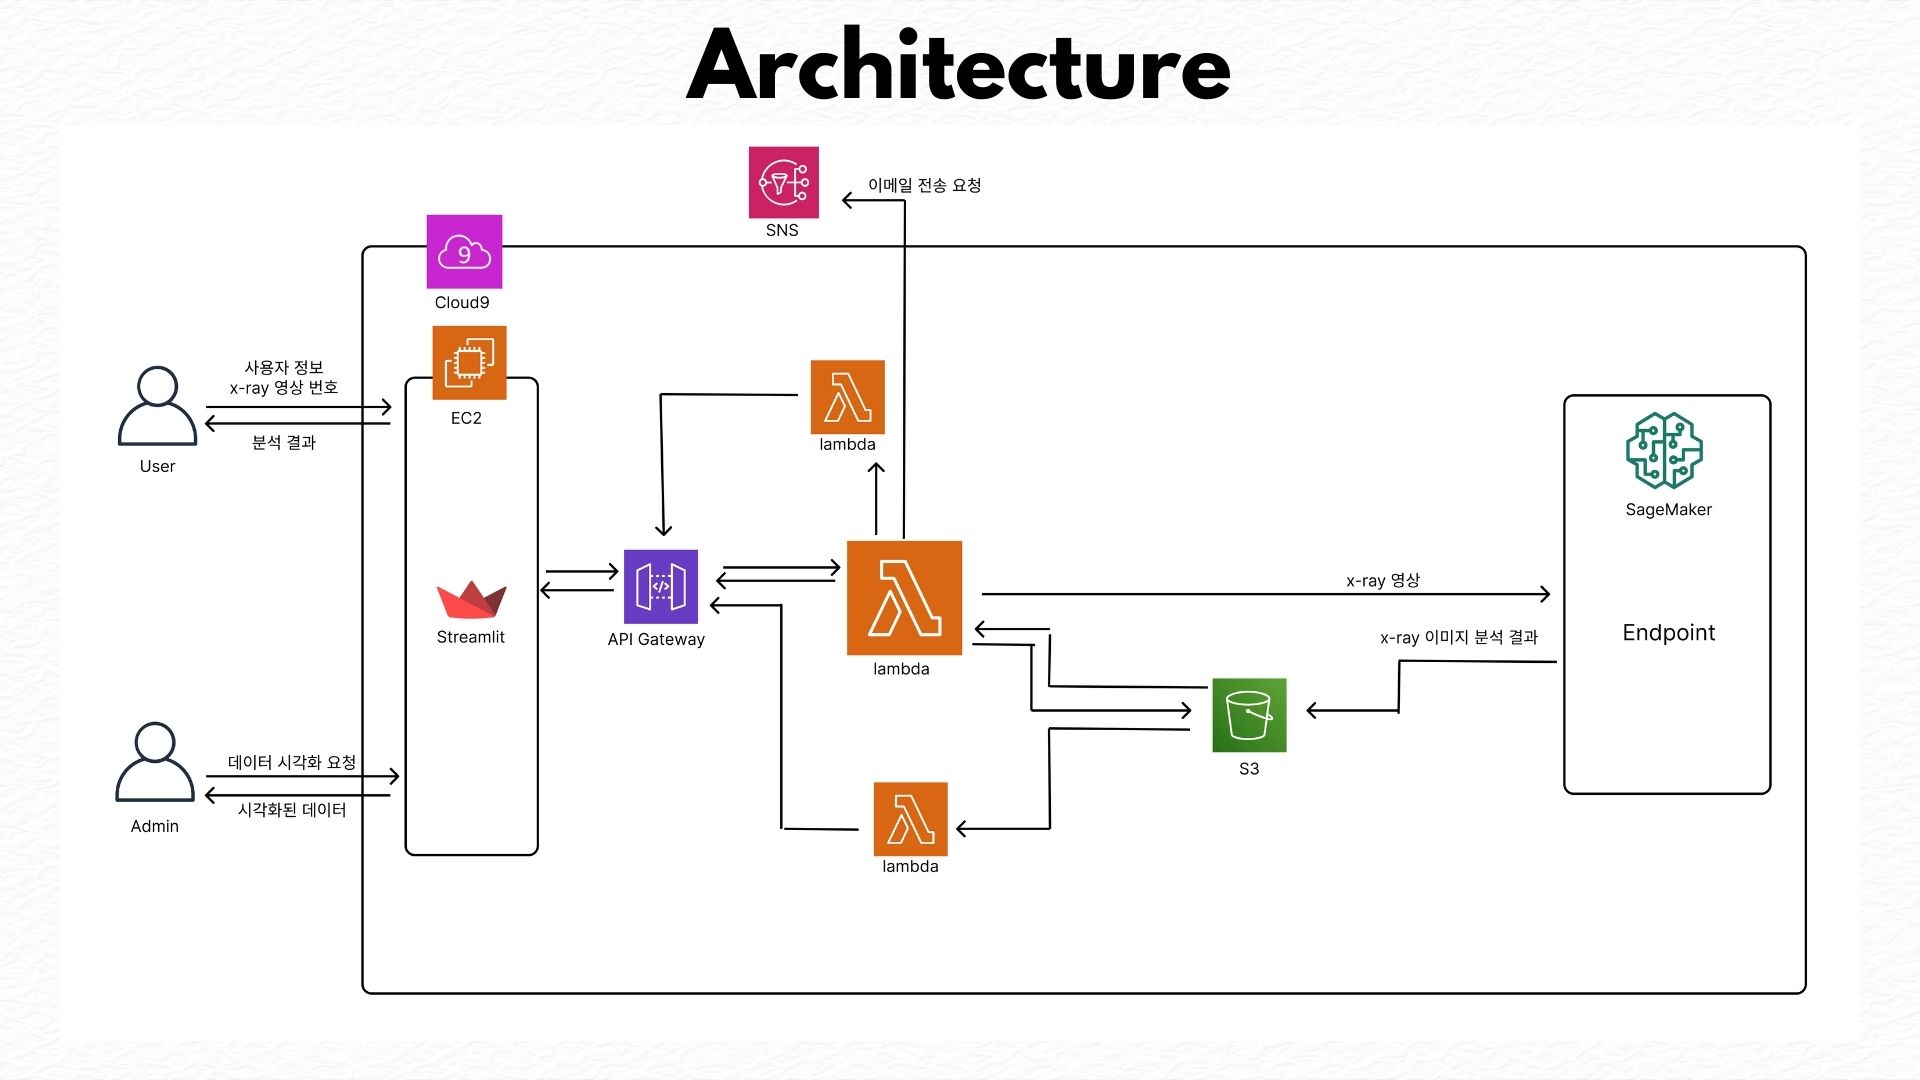 Architecture
이메일 전송 요청
SNS
9
Cloud9
사용자 정보
x-ray 영상 번호
분석 결과
User
EC2
lambda
SageMaker
x-ray 영상
</>
API Gateway
Streamlit
lambda
x-ray 이미지 분석 결과
Endpoint
데이터 시각화 요청
시각화된 데이터
Admin
S3
lambda